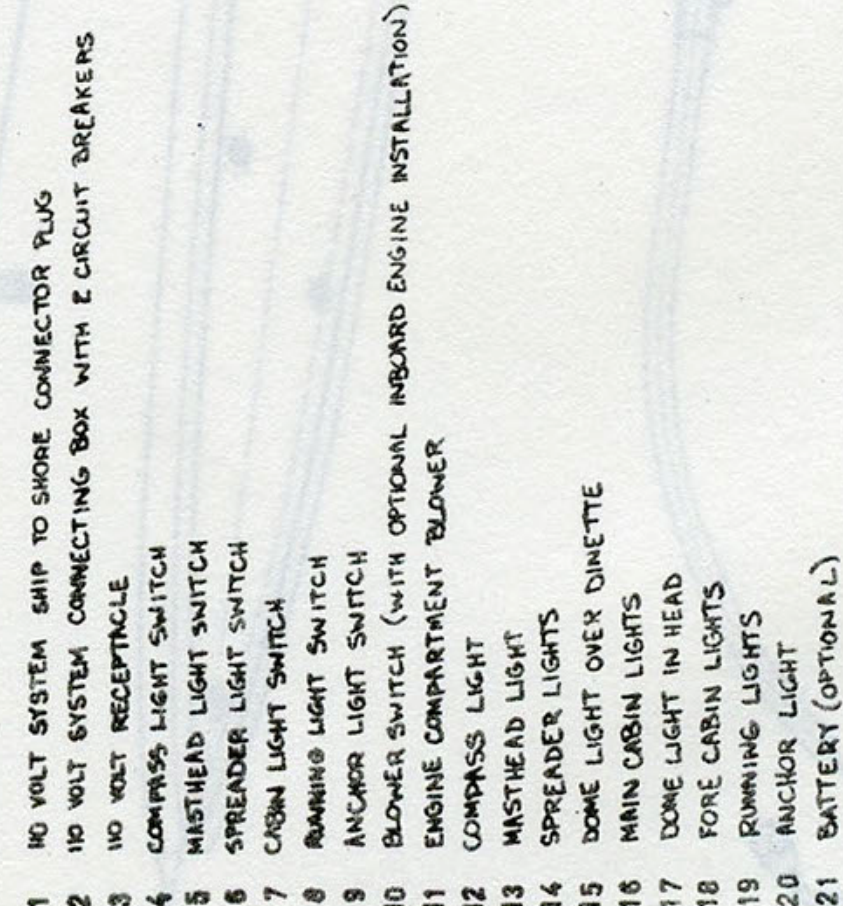 1 110 VOLT SYSTEM SHIP TO SHORE CONNECTOR PLUG
2 110 VOLT SYSTEM CONNECTING BOX WITH 2 CIRCUIT BREAKERS
3 110 VOLT RECEPTACLE
4 COMPASS LIGHT SWITCH
5 MASTHEAD LIGHT SWITCH
6 SPREADER LIGHT SWITCH
7 CABIN LIGHT SWITCH
8 RUNNING LIGHT SWITCH
9 ANCHOR LIGHT SWITCH
10 BLOWER SWITCH (WITH OPTIONAL INBOARD ENGINE INSTALLATION)
11 ENGINE COMPARTMENT BLOWER
12 COMPASS LIGHT
13 MASTHEAD LIGHT
14 SPREADER LIGHTS
15 DOME LIGHT OVER DINETTE
16 MAIN CABIN LIGHTS
17 DOME LIGHT IN HEAD
18 FORE CABIN LIGHTS
19 RUNNING LIGHTS
20 ANCHOR LIGHT
21 BATTERY (OPTIONAL)